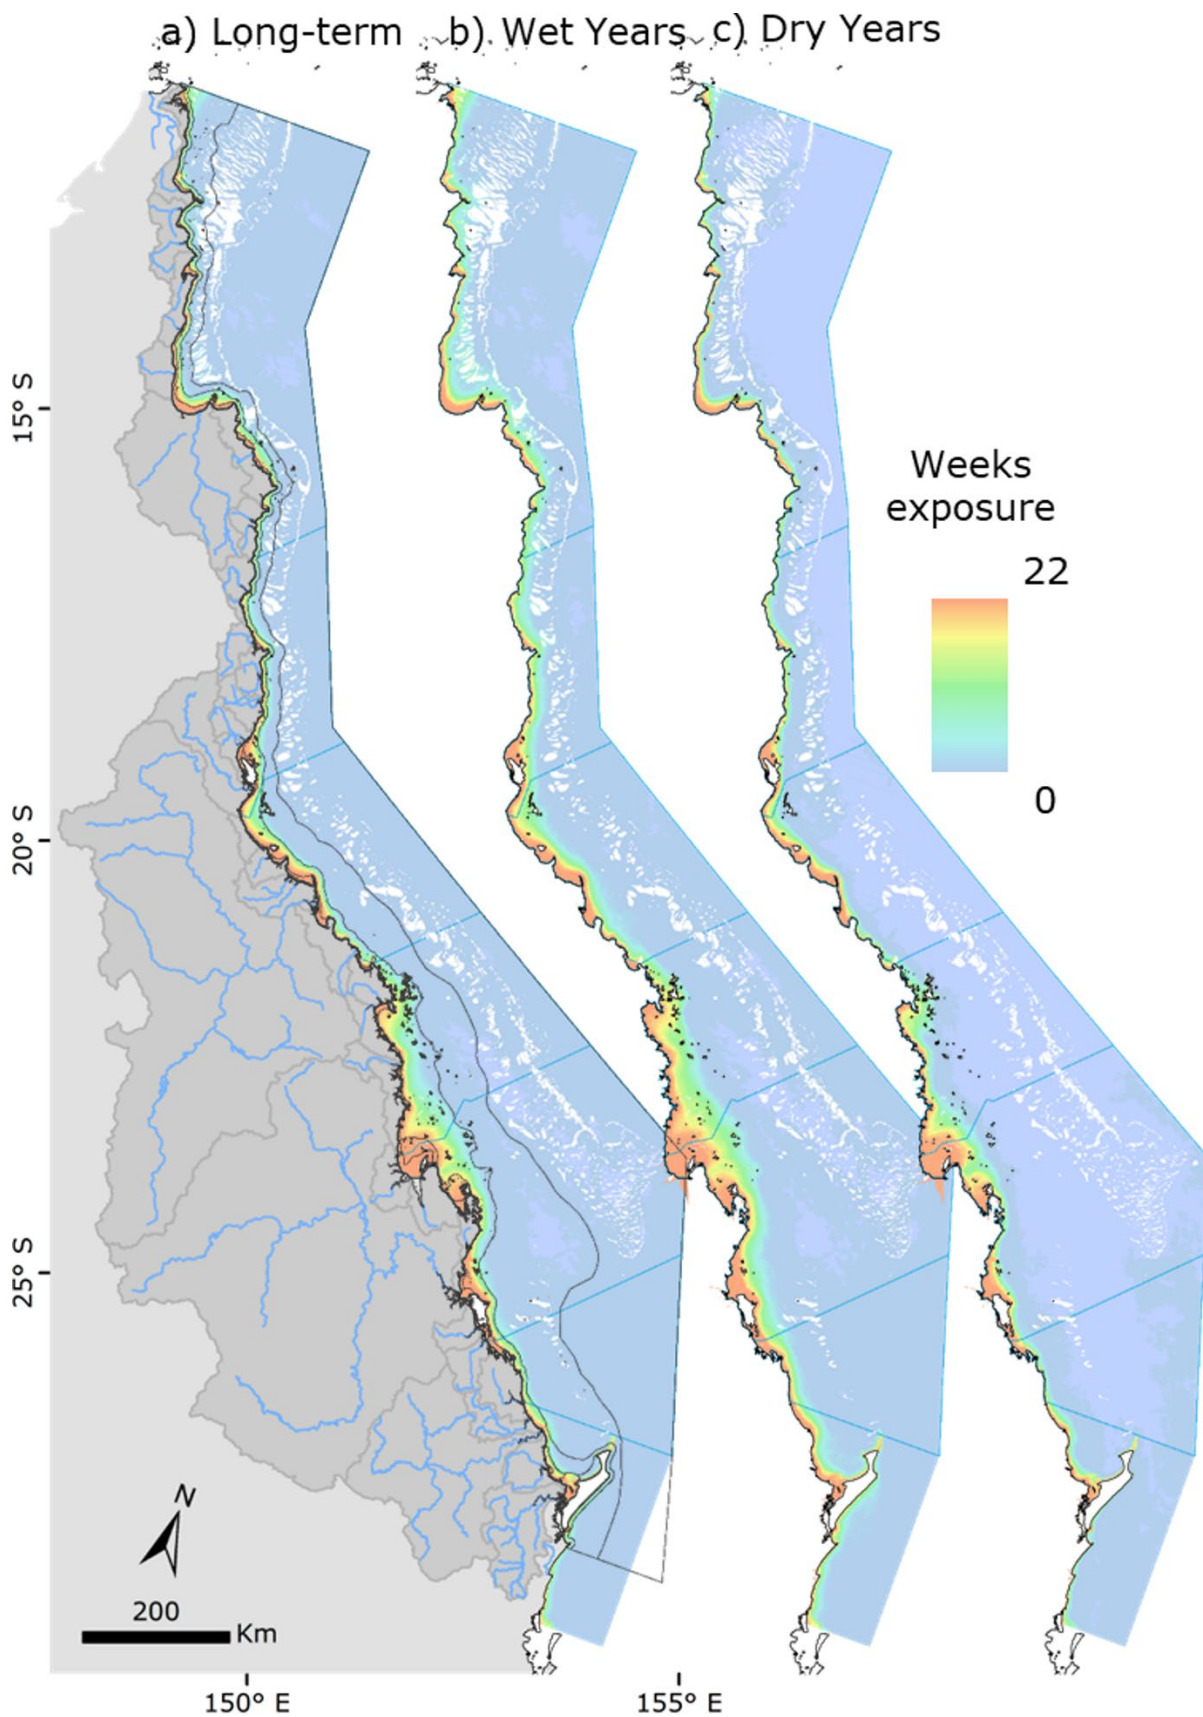 a) Long-term b) Wet Years c) Dry Years
15° S
Weeks
exposure
22
0
20° S
25° S
N
200
Km
150° E 155° E